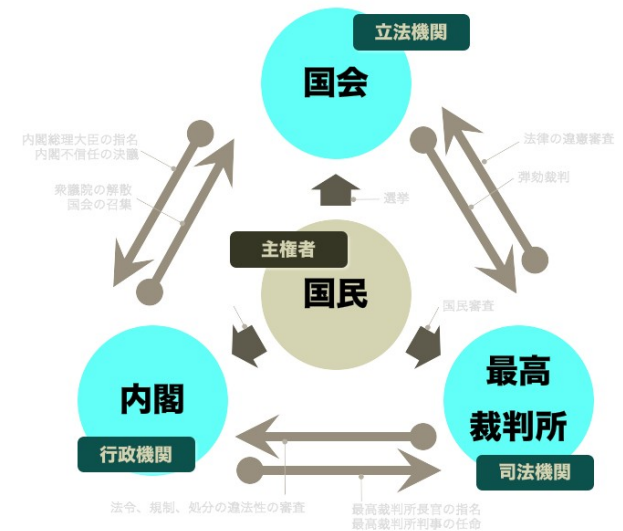 立法機関
国会
内閣総理大臣の指名
内閣不信任の決議
衆議院の解散
国会の召集
法律の違憲審査
弾劾裁判
選挙
主権者
国民
国民審査
内閣
行政機関
最高
裁判所
司法機関
法令、規制、処分の違法性の審査
最高裁判所長官の指名
最高裁判所判事の任命